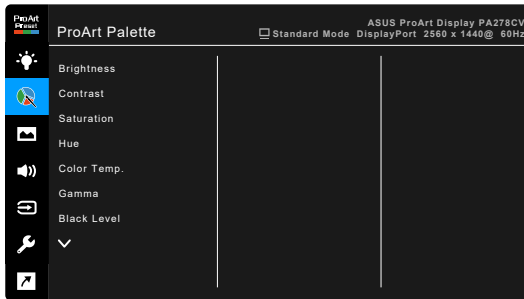 ProArt
Preset
ProArt Palette
ASUS ProArt Display PA278CV
Standard Mode DisplayPort 2560 x 1440@ 60Hz
Brightness
Contrast
Saturation
Hue
Color Temp.
Gamma
Black Level